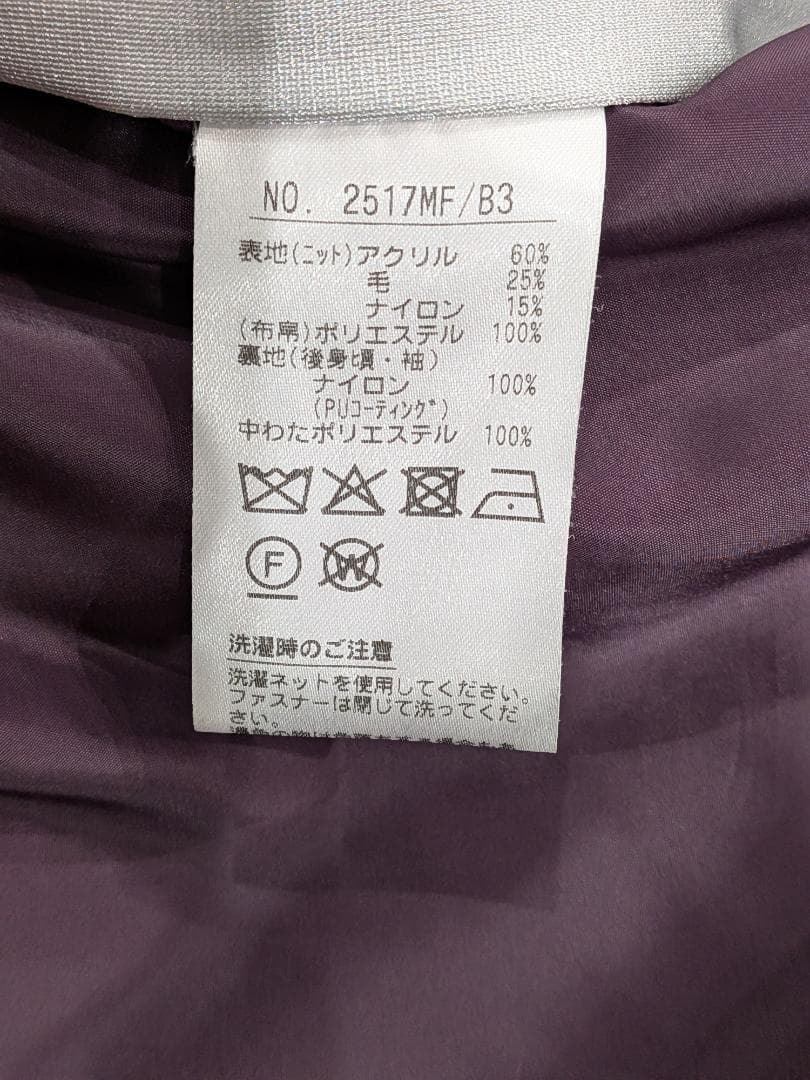 NO. 2517MF/B3
表地(ニット)アクリル 60%
毛 25%
ナイロン 15%
(布帛)ポリエステル 100%
裏地(後身頃・袖)
ナイロン 100%
(PUコーティング)
中わたポリエステル 100%
F
W
洗濯時のご注意
洗濯ネットを使用してください。
ファスナーは閉じて洗ってくだ
さい。